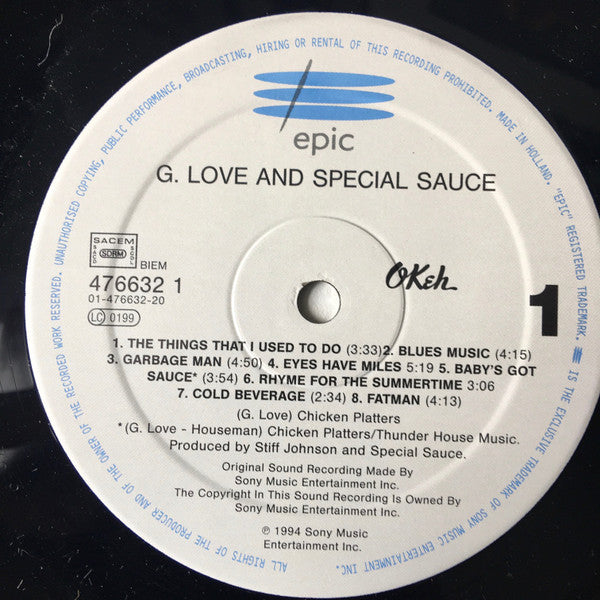 epic
G. LOVE AND SPECIAL SAUCE
SACEM
SACD
SDRM
SGDL
BIEM
476632 1
01-476632-20
LC 0199
OKeh
1
1. THE THINGS THAT I USED TO DO (3:33)2. BLUES MUSIC (4:15)
3. GARBAGE MAN (4:50) 4. EYES HAVE MILES 5:19 5. BABY'S GOT
SAUCE* (3:54) 6. RHYME FOR THE SUMMERTIME 3:06
7. COLD BEVERAGE (2:34) 8. FATMAN (4:13)
(G. Love) Chicken Platters
*(G. Love - Houseman) Chicken Platters/Thunder House Music.
Produced by Stiff Johnson and Special Sauce.
Original Sound Recording Made By
Sony Music Entertainment Inc.
The Copyright In This Sound Recording Is Owned By
Sony Music Entertainment Inc.
℗ 1994 Sony Music
Entertainment Inc.
ALL RIGHTS OF THE PRODUCER AND OF THE OWNER OF THE RECORDED WORK RESERVED. UNAUTHORISED COPYING, PUBLIC PERFORMANCE, BROADCASTING, HIRING OR RENTAL OF THIS RECORDING PROHIBITED. MADE IN HOLLAND. "EPIC" REGISTERED TRADEMARK. IS THE EXCLUSIVE TRADEMARK OF SONY MUSIC ENTERTAINMENT INC.